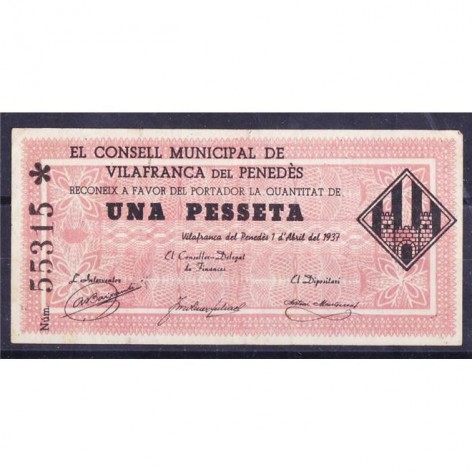 EL CONSELL MUNICIPAL DE
VILAFRANCA DEL PENEDÈS
RECONEIX A FAVOR DEL PORTADOR LA QUANTITAT DE
UNA PESSETA
Vilafranca del Penedès 1 d'Abril del 1937
El Conseller-Delegat
de Finances
L'Interventor
El Dipositari
Núm. 55315 *